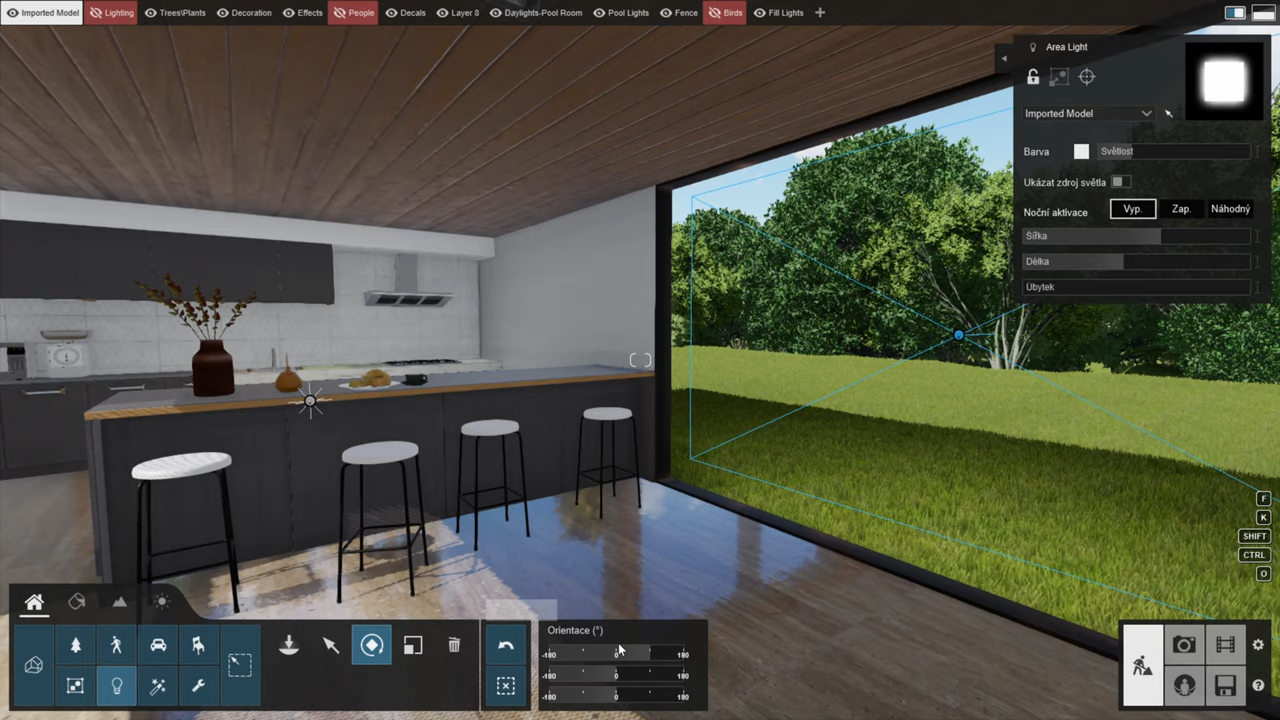 Imported Model Lighting Trees\Plants Decoration Effects People Decals Layer 8 Daylights-Pool Room Pool Lights Fence Birds Fill Lights
Area Light
Imported Model
Barva Světlost
Ukázat zdroj světla
Noční aktivace Vyp. Zap. Náhodný
Šířka
Délka
Úbytek
F
K
SHIFT
CTRL
O
Orientace (°)
-180 0 180
-180 0 180
-180 0 180